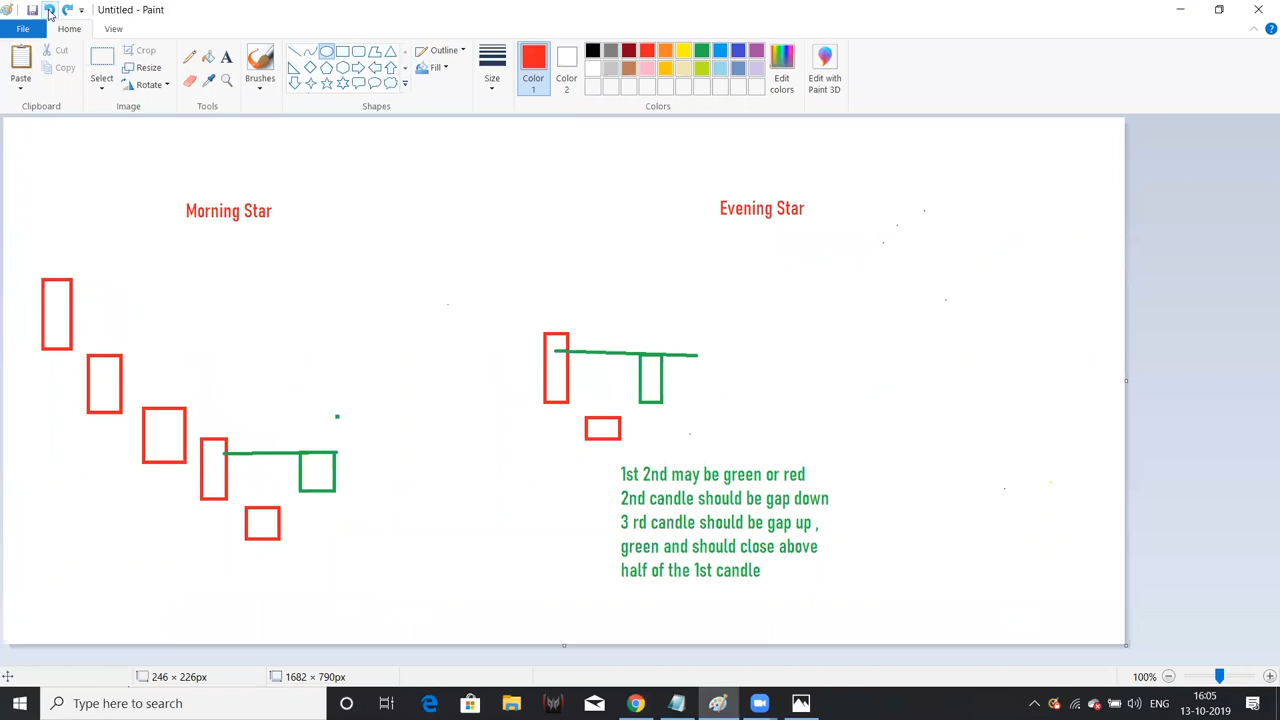 Untitled - Paint
File
Home
View
Paste
Cut
Copy
Clipboard
Select
Crop
Resize
Rotate
Image
A
Tools
Brushes
Outline
Fill
Shapes
Size
Color
1
Color
2
Edit
colors
Edit with
Paint 3D
Colors
Morning Star
Evening Star
1st 2nd may be green or red
2nd candle should be gap down
3 rd candle should be gap up ,
green and should close above
half of the 1st candle
246 × 226px
1682 × 790px
100%
Type here to search
ENG
16:05
13-10-2019